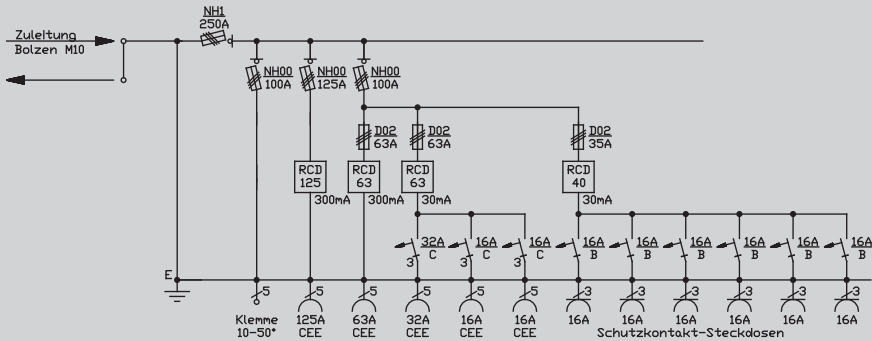 NH1
250A
Zuleitung
Bolzen M10
NH00
100A
NH00
125A
NH00
100A
D02
63A
D02
63A
D02
35A
RCD
125
RCD
63
RCD
63
RCD
40
300mA
300mA
30mA
30mA
32A
C
3
16A
C
3
16A
C
3
16A
B
16A
B
16A
B
16A
B
16A
B
16A
B
E
5
5
5
5
5
5
3
3
3
3
3
3
Klemme
10-50°
125A
CEE
63A
CEE
32A
CEE
16A
CEE
16A
CEE
16A
16A
16A
16A
16A
16A
Schutzkontakt-Steckdosen